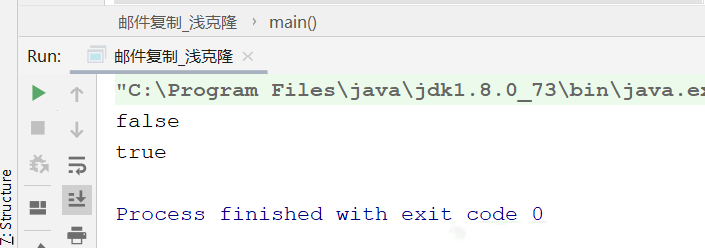 邮件复制_浅克隆 › main()
Run: 邮件复制_浅克隆 ×
"C:\Program Files\java\jdk1.8.0_73\bin\java.ex
false
true
Process finished with exit code 0
Z: Structure